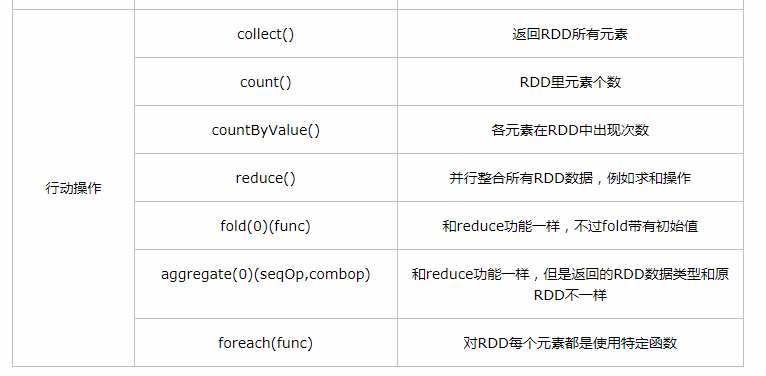 collect()
返回RDD所有元素
count()
RDD里元素个数
countByValue()
各元素在RDD中出现次数
行动操作
reduce()
并行整合所有RDD数据，例如求和操作
fold(0)(func)
和reduce功能一样，不过fold带有初始值
aggregate(0)(seqOp,combop)
和reduce功能一样，但是返回的RDD数据类型和原
RDD不一样
foreach(func)
对RDD每个元素都是使用特定函数